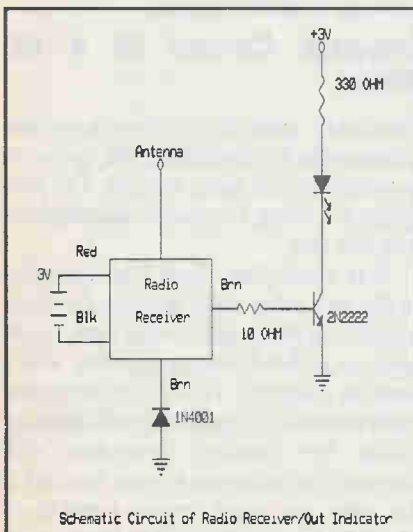 +3V
330 OHM
Antenna
Red
3V
Radio
Brn
Blk
Receiver
10 OHM
2N2222
Brn
1N4001
Schematic Circuit of Radio Receiver/Out Indicator